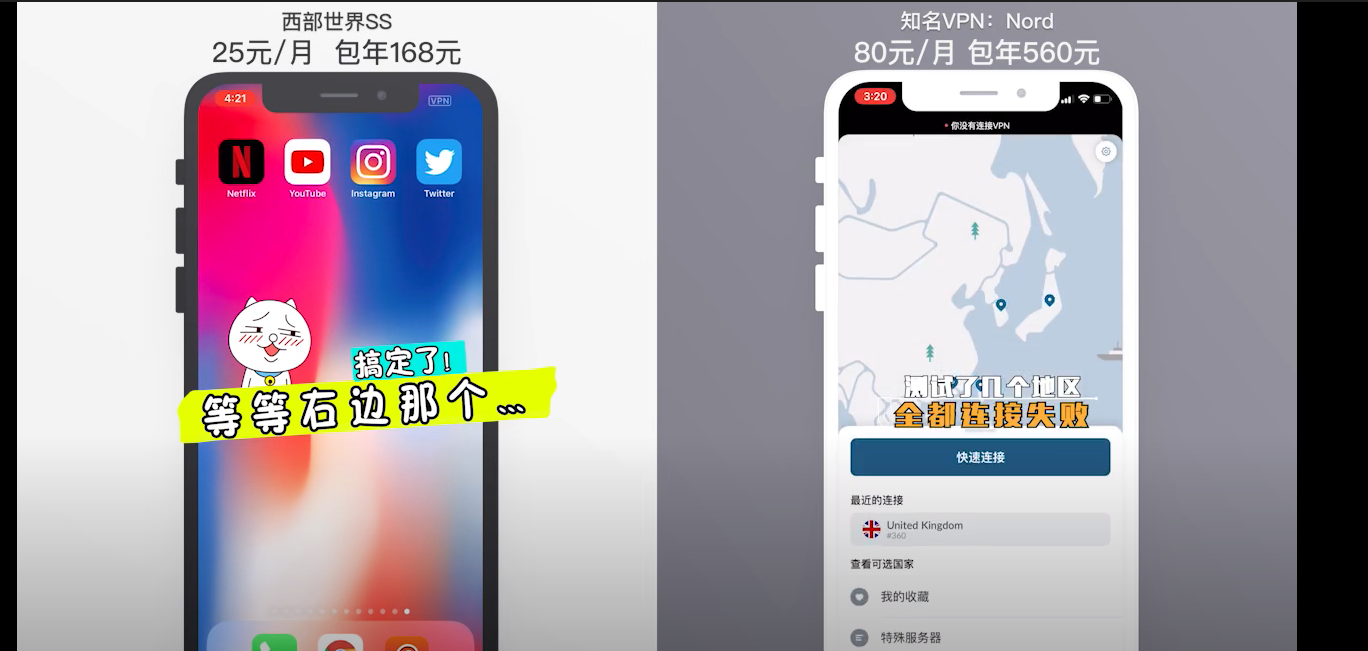 西部世界SS
25元/月 包年168元
4:21
VPN
Netflix
YouTube
Instagram
Twitter
搞定了!
等等右边那个...
知名VPN：Nord
80元/月 包年560元
3:20
你没有连接VPN
测试了几个地区
全都连接失败
快速连接
最近的连接
United Kingdom
#360
查看可选国家
我的收藏
特殊服务器